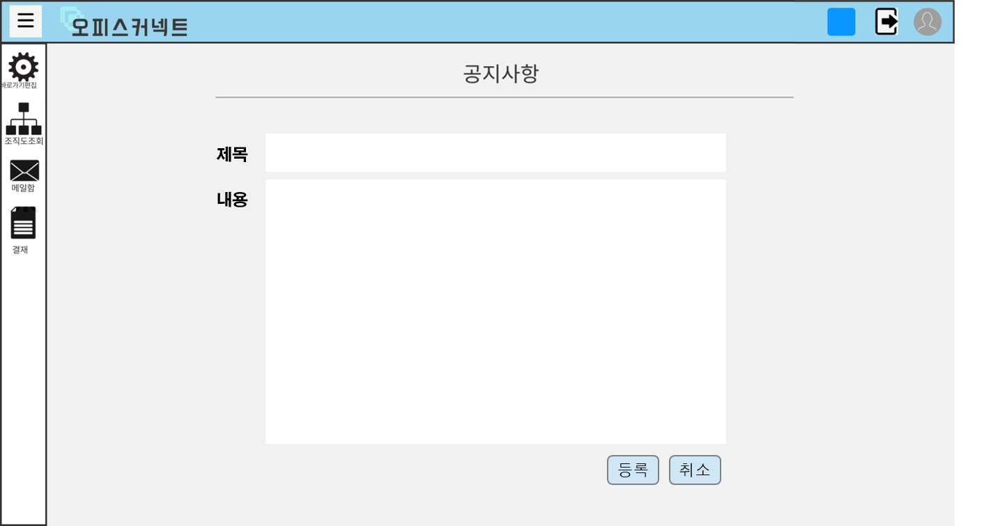 오피스커넥트
바로가기편집
조직도조회
메일함
결재
공지사항
제목
내용
등록
취소